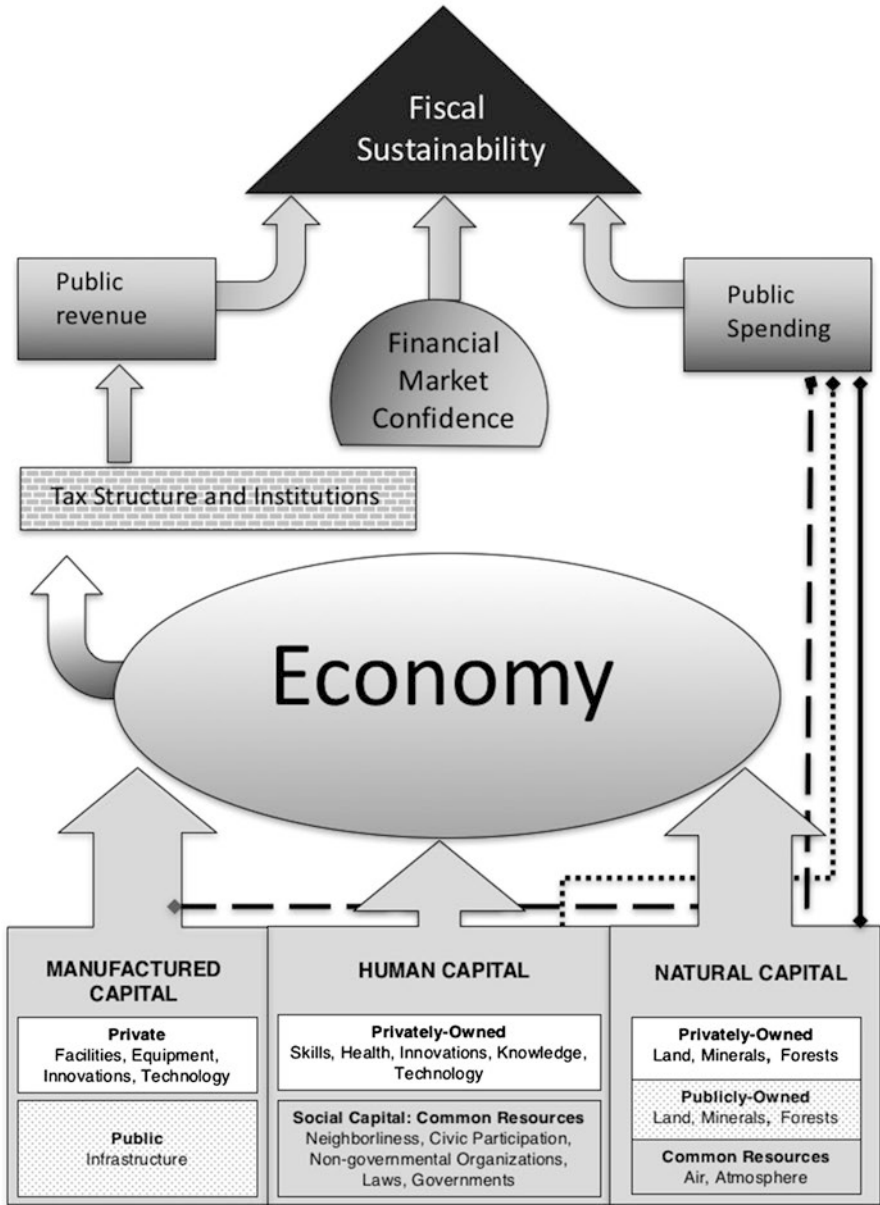 Fiscal
Sustainability
Public
revenue
Financial
Market
Confidence
Public
Spending
Tax Structure and Institutions
Economy
MANUFACTURED
CAPITAL
Private
Facilities, Equipment,
Innovations, Technology
Public
Infrastructure
HUMAN CAPITAL
Privately-Owned
Skills, Health, Innovations, Knowledge,
Technology
Social Capital: Common Resources
Neighborliness, Civic Participation,
Non-governmental Organizations,
Laws, Governments
NATURAL CAPITAL
Privately-Owned
Land, Minerals, Forests
Publicly-Owned
Land, Minerals, Forests
Common Resources
Air, Atmosphere